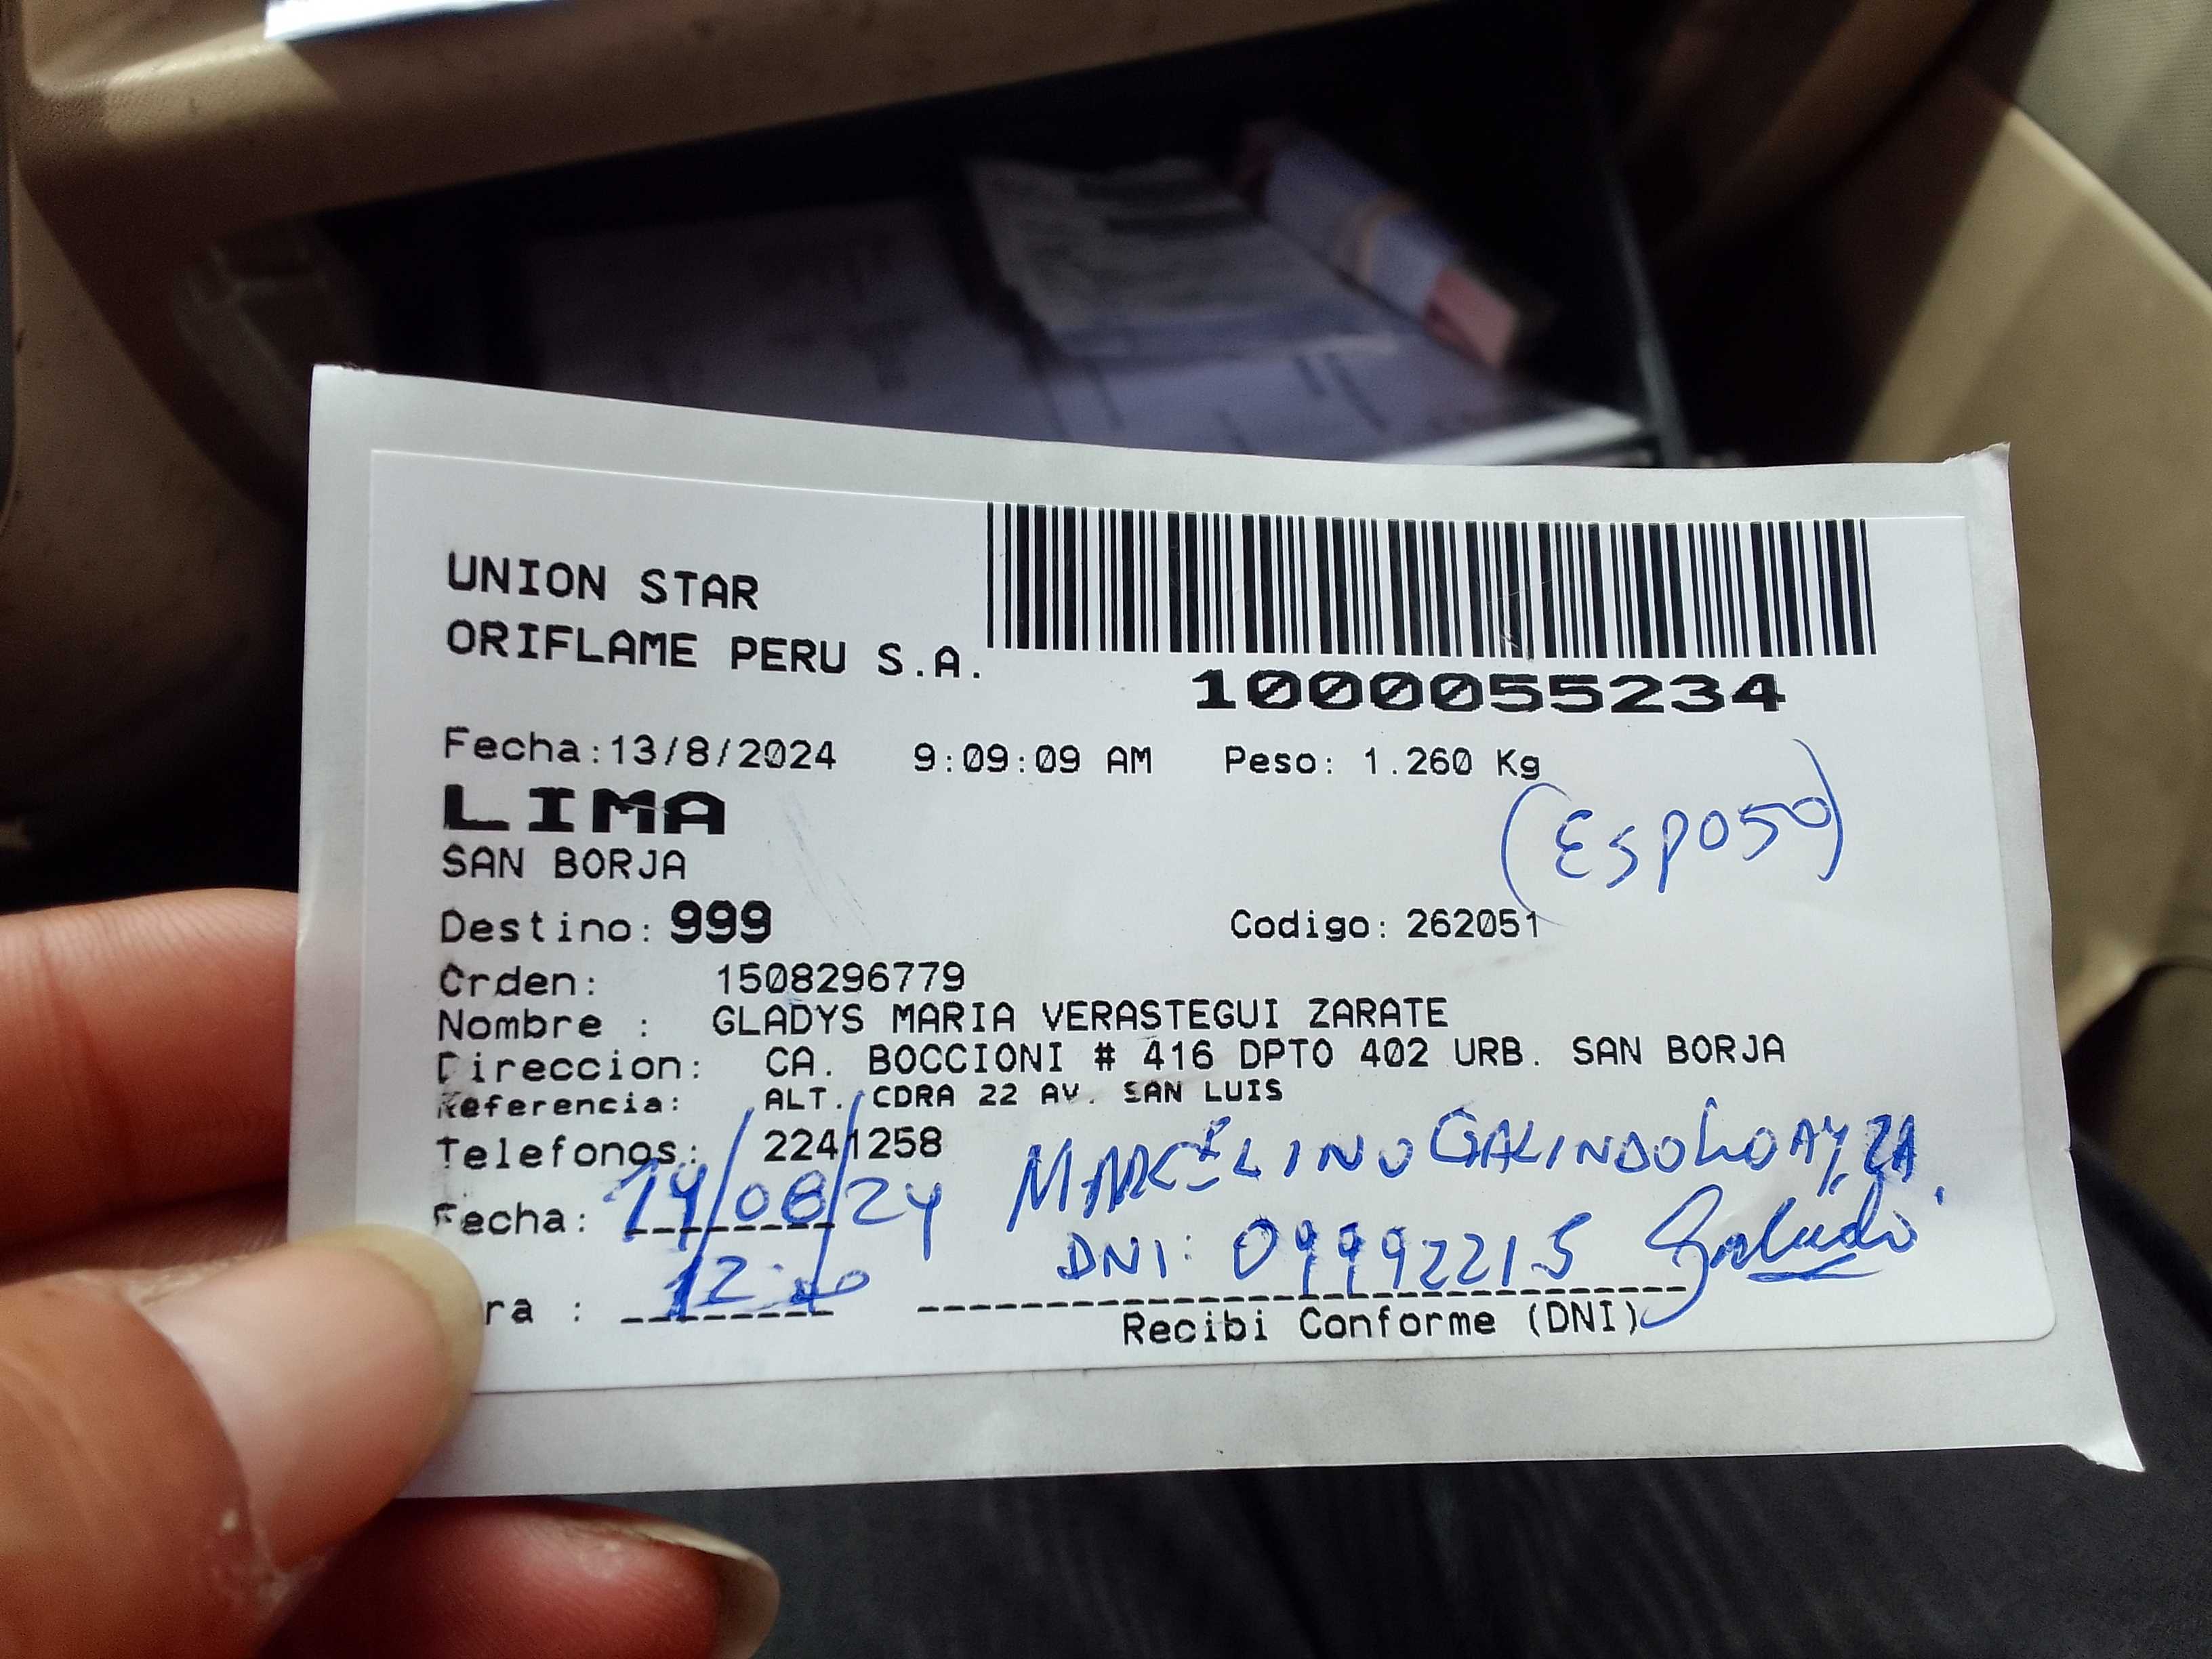 UNION STAR
ORIFLAME PERU S.A.
1000055234
Fecha:13/8/2024 9:09:09 AM Peso: 1.260 Kg
LIMA
(ESPOSO)
SAN BORJA
Destino: 999 Codigo: 262051
Orden: 1508296779
Nombre : GLADYS MARIA VERASTEGUI ZARATE
Direccion: CA. BOCCIONI # 416 DPTO 402 URB. SAN BORJA
Referencia: ALT. CDRA 22 AV. SAN LUIS
Telefonos: 2241258
MARCELINO GALINDO LOAYZA
Fecha: 14/08/24
DNI: 09992215
ra : 12:
Recibi Conforme (DNI)